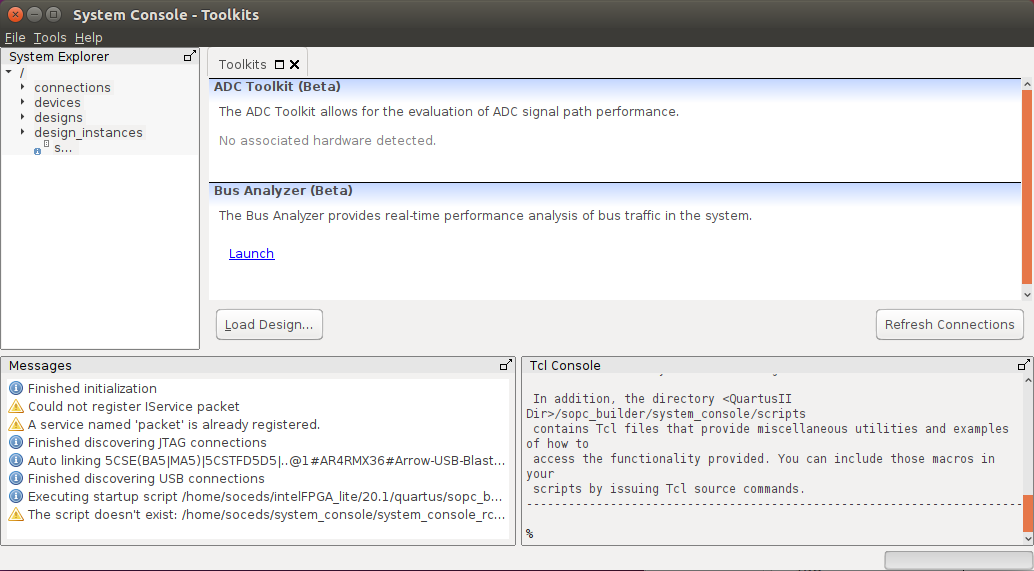 System Console - Toolkits
File Tools Help
System Explorer
/
connections
devices
designs
design_instances
s...
Toolkits
ADC Toolkit (Beta)
The ADC Toolkit allows for the evaluation of ADC signal path performance.
No associated hardware detected.
Bus Analyzer (Beta)
The Bus Analyzer provides real-time performance analysis of bus traffic in the system.
Launch
Load Design...
Refresh Connections
Messages
Finished initialization
Could not register IService packet
A service named 'packet' is already registered.
Finished discovering JTAG connections
Auto linking 5CSE(BA5|MA5)|5CSTFD5D5|..@1#AR4RMX36#Arrow-USB-Blast...
Finished discovering USB connections
Executing startup script /home/soceds/intelFPGA_lite/20.1/quartus/sopc_b...
The script doesn't exist: /home/soceds/system_console/system_console_rc...
Tcl Console
In addition, the directory <QuartusII
Dir>/sopc_builder/system_console/scripts
contains Tcl files that provide miscellaneous utilities and examples
of how to
access the functionality provided. You can include those macros in
your
scripts by issuing Tcl source commands.
-----------------------------------------------------------------
%